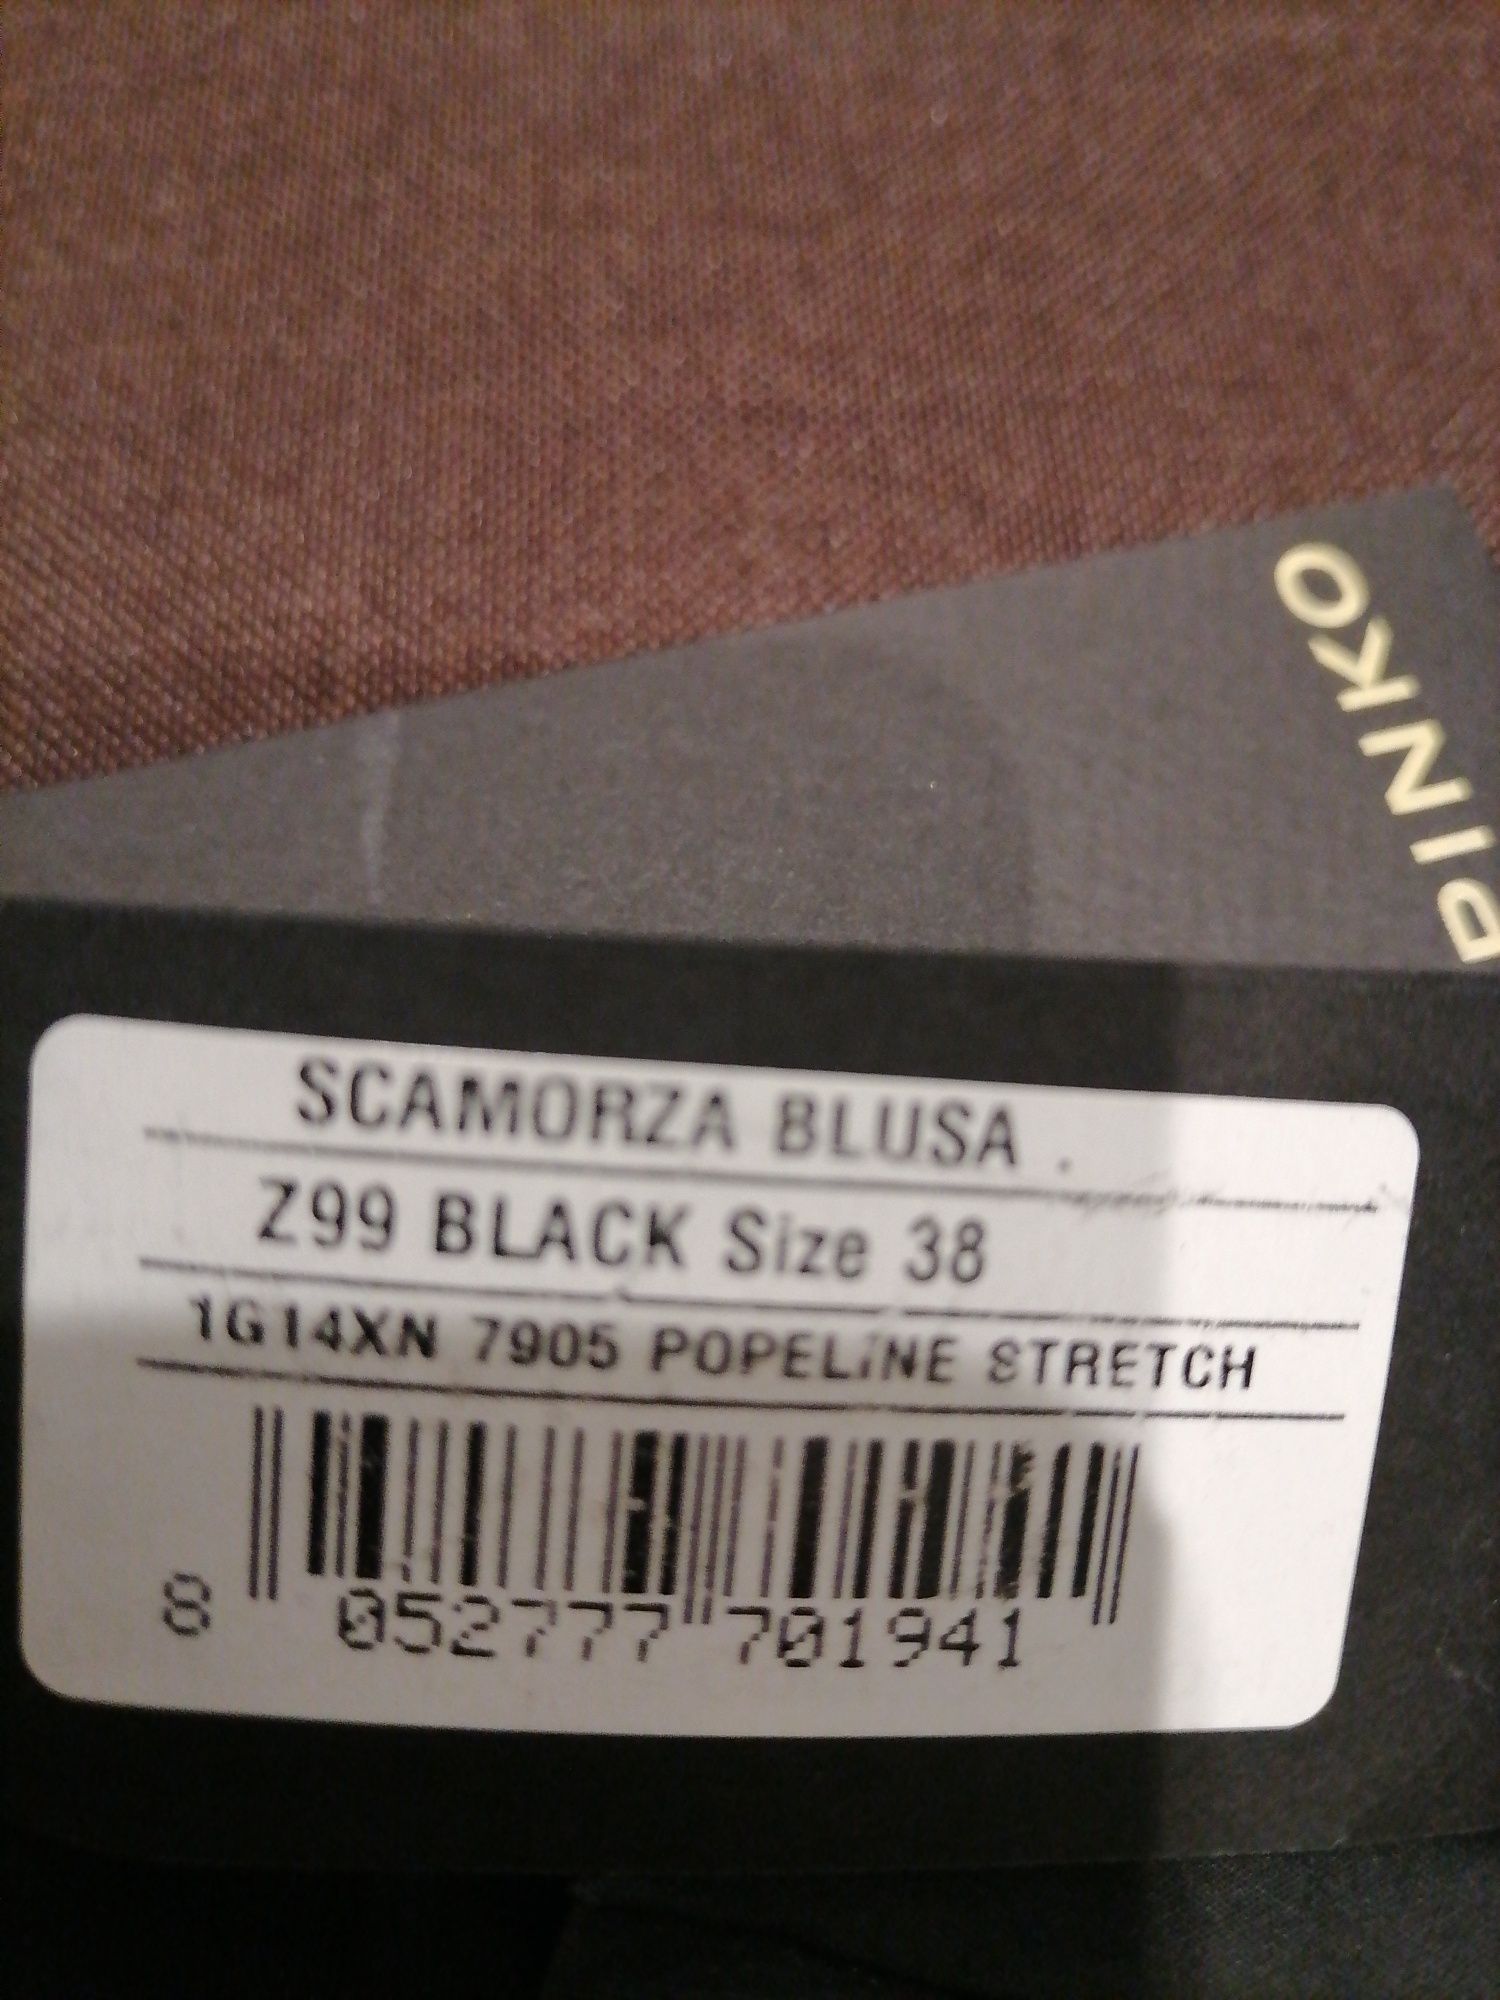 PINKO
SCAMORZA BLUSA .
Z99 BLACK Size 38
1G14XN 7905 POPELINE STRETCH
8 052777 701941